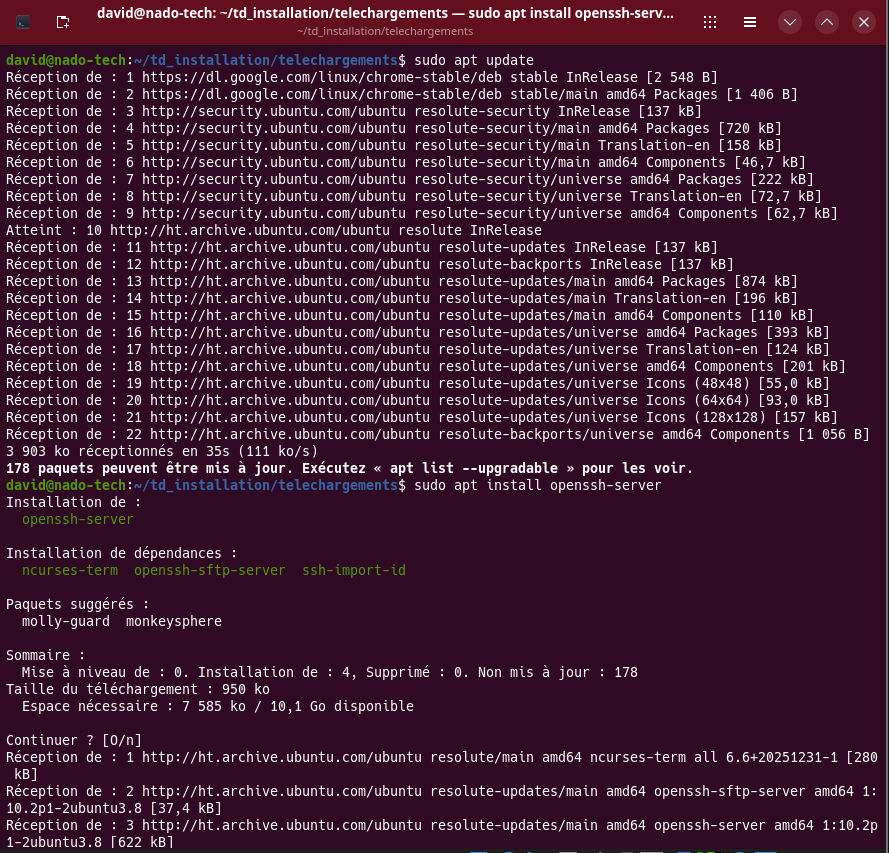 david@nado-tech: ~/td_installation/telechargements — sudo apt install openssh-serv...
~/td_installation/telechargements
david@nado-tech:~/td_installation/telechargements$ sudo apt update
Réception de : 1 https://dl.google.com/linux/chrome-stable/deb stable InRelease [2 548 B]
Réception de : 2 https://dl.google.com/linux/chrome-stable/deb stable/main amd64 Packages [1 406 B]
Réception de : 3 http://security.ubuntu.com/ubuntu resolute-security InRelease [137 kB]
Réception de : 4 http://security.ubuntu.com/ubuntu resolute-security/main amd64 Packages [720 kB]
Réception de : 5 http://security.ubuntu.com/ubuntu resolute-security/main Translation-en [158 kB]
Réception de : 6 http://security.ubuntu.com/ubuntu resolute-security/main amd64 Components [46,7 kB]
Réception de : 7 http://security.ubuntu.com/ubuntu resolute-security/universe amd64 Packages [222 kB]
Réception de : 8 http://security.ubuntu.com/ubuntu resolute-security/universe Translation-en [72,7 kB]
Réception de : 9 http://security.ubuntu.com/ubuntu resolute-security/universe amd64 Components [62,7 kB]
Atteint : 10 http://ht.archive.ubuntu.com/ubuntu resolute InRelease
Réception de : 11 http://ht.archive.ubuntu.com/ubuntu resolute-updates InRelease [137 kB]
Réception de : 12 http://ht.archive.ubuntu.com/ubuntu resolute-backports InRelease [137 kB]
Réception de : 13 http://ht.archive.ubuntu.com/ubuntu resolute-updates/main amd64 Packages [874 kB]
Réception de : 14 http://ht.archive.ubuntu.com/ubuntu resolute-updates/main Translation-en [196 kB]
Réception de : 15 http://ht.archive.ubuntu.com/ubuntu resolute-updates/main amd64 Components [110 kB]
Réception de : 16 http://ht.archive.ubuntu.com/ubuntu resolute-updates/universe amd64 Packages [393 kB]
Réception de : 17 http://ht.archive.ubuntu.com/ubuntu resolute-updates/universe Translation-en [124 kB]
Réception de : 18 http://ht.archive.ubuntu.com/ubuntu resolute-updates/universe amd64 Components [201 kB]
Réception de : 19 http://ht.archive.ubuntu.com/ubuntu resolute-updates/universe Icons (48x48) [55,0 kB]
Réception de : 20 http://ht.archive.ubuntu.com/ubuntu resolute-updates/universe Icons (64x64) [93,0 kB]
Réception de : 21 http://ht.archive.ubuntu.com/ubuntu resolute-updates/universe Icons (128x128) [157 kB]
Réception de : 22 http://ht.archive.ubuntu.com/ubuntu resolute-backports/universe amd64 Components [1 056 B]
3 903 ko réceptionnés en 35s (111 ko/s)
178 paquets peuvent être mis à jour. Exécutez « apt list --upgradable » pour les voir.
david@nado-tech:~/td_installation/telechargements$ sudo apt install openssh-server
Installation de :
openssh-server
Installation de dépendances :
ncurses-term openssh-sftp-server ssh-import-id
Paquets suggérés :
molly-guard monkeysphere
Sommaire :
Mise à niveau de : 0. Installation de : 4, Supprimé : 0. Non mis à jour : 178
Taille du téléchargement : 950 ko
Espace nécessaire : 7 585 ko / 10,1 Go disponible
Continuer ? [O/n]
Réception de : 1 http://ht.archive.ubuntu.com/ubuntu resolute/main amd64 ncurses-term all 6.6+20251231-1 [280
kB]
Réception de : 2 http://ht.archive.ubuntu.com/ubuntu resolute-updates/main amd64 openssh-sftp-server amd64 1:
10.2p1-2ubuntu3.8 [37,4 kB]
Réception de : 3 http://ht.archive.ubuntu.com/ubuntu resolute-updates/main amd64 openssh-server amd64 1:10.2p
1-2ubuntu3.8 [622 kB]